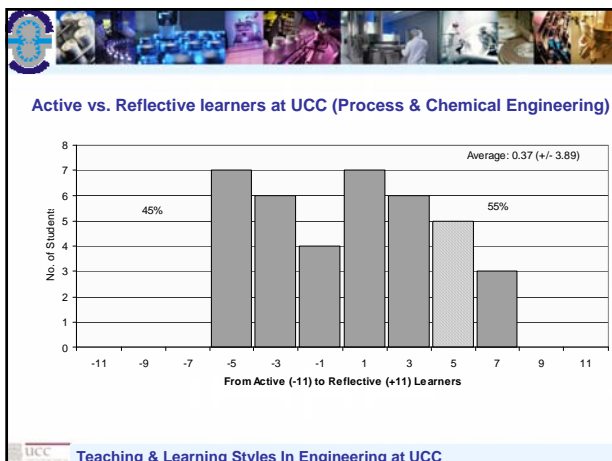 Active vs. Reflective learners at UCC (Process & Chemical Engineering)
Average: 0.37 (+/- 3.89)
45%
55%
8
7
6
5
4
3
2
1
0
No. of Students
-11 -9 -7 -5 -3 -1 1 3 5 7 9 11
From Active (-11) to Reflective (+11) Learners
UCC
Teaching & Learning Styles In Engineering at UCC